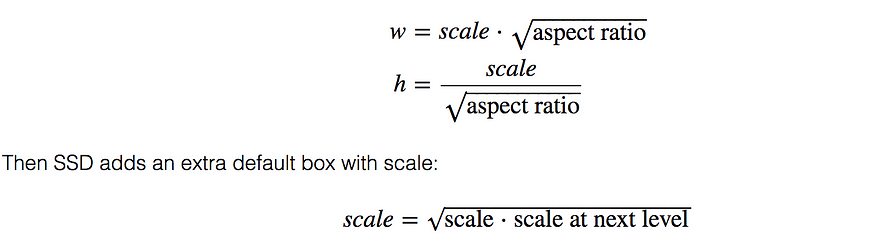 w = scale · √aspect ratio
h = scale / √aspect ratio
Then SSD adds an extra default box with scale:
scale = √scale · scale at next level